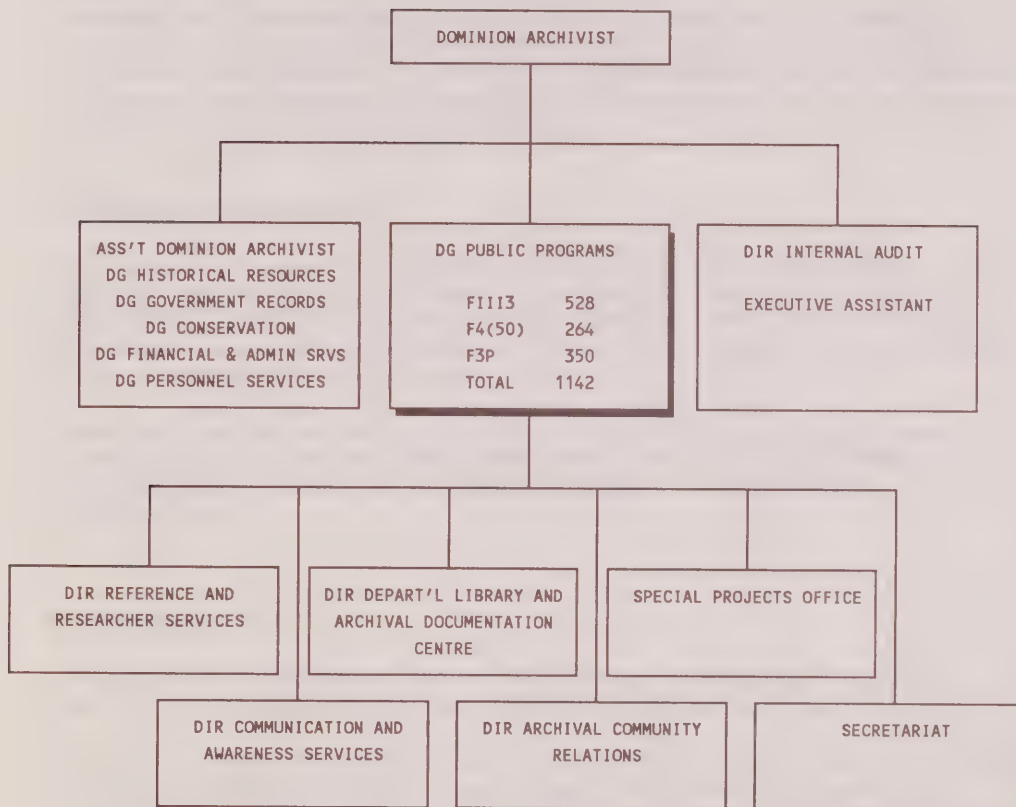 DOMINION ARCHIVIST
ASS'T DOMINION ARCHIVIST
DG HISTORICAL RESOURCES
DG GOVERNMENT RECORDS
DG CONSERVATION
DG FINANCIAL & ADMIN SRVS
DG PERSONNEL SERVICES
DG PUBLIC PROGRAMS
FIII3 528
F4(50) 264
F3P 350
TOTAL 1142
DIR INTERNAL AUDIT
EXECUTIVE ASSISTANT
DIR REFERENCE AND
RESEARCHER SERVICES
DIR DEPART'L LIBRARY AND
ARCHIVAL DOCUMENTATION
CENTRE
SPECIAL PROJECTS OFFICE
DIR COMMUNICATION AND
AWARENESS SERVICES
DIR ARCHIVAL COMMUNITY
RELATIONS
SECRETARIAT